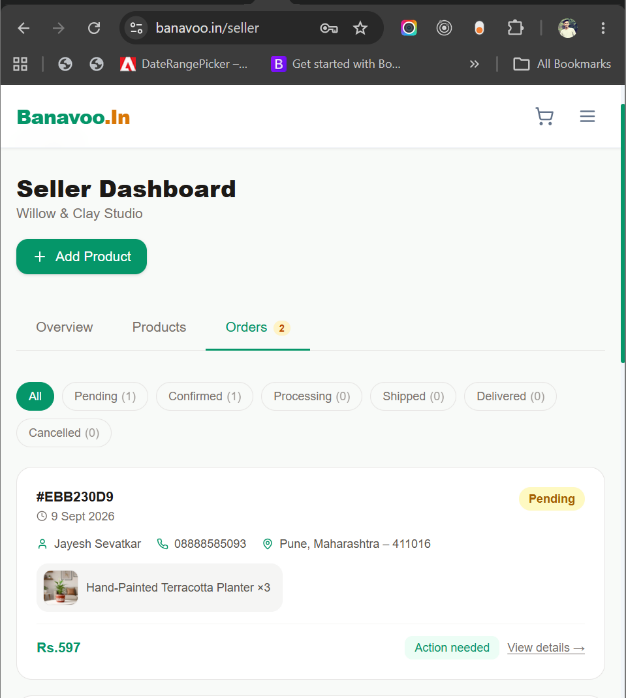 banavoo.in/seller
DateRangePicker –...
B Get started with Bo...
»
All Bookmarks
Banavoo.In
Seller Dashboard
Willow & Clay Studio
+ Add Product
Overview Products Orders 2
All Pending (1) Confirmed (1) Processing (0) Shipped (0) Delivered (0)
Cancelled (0)
#EBB230D9 Pending
9 Sept 2026
Jayesh Sevatkar 08888585093 Pune, Maharashtra – 411016
Hand-Painted Terracotta Planter ×3
Rs.597 Action needed View details →